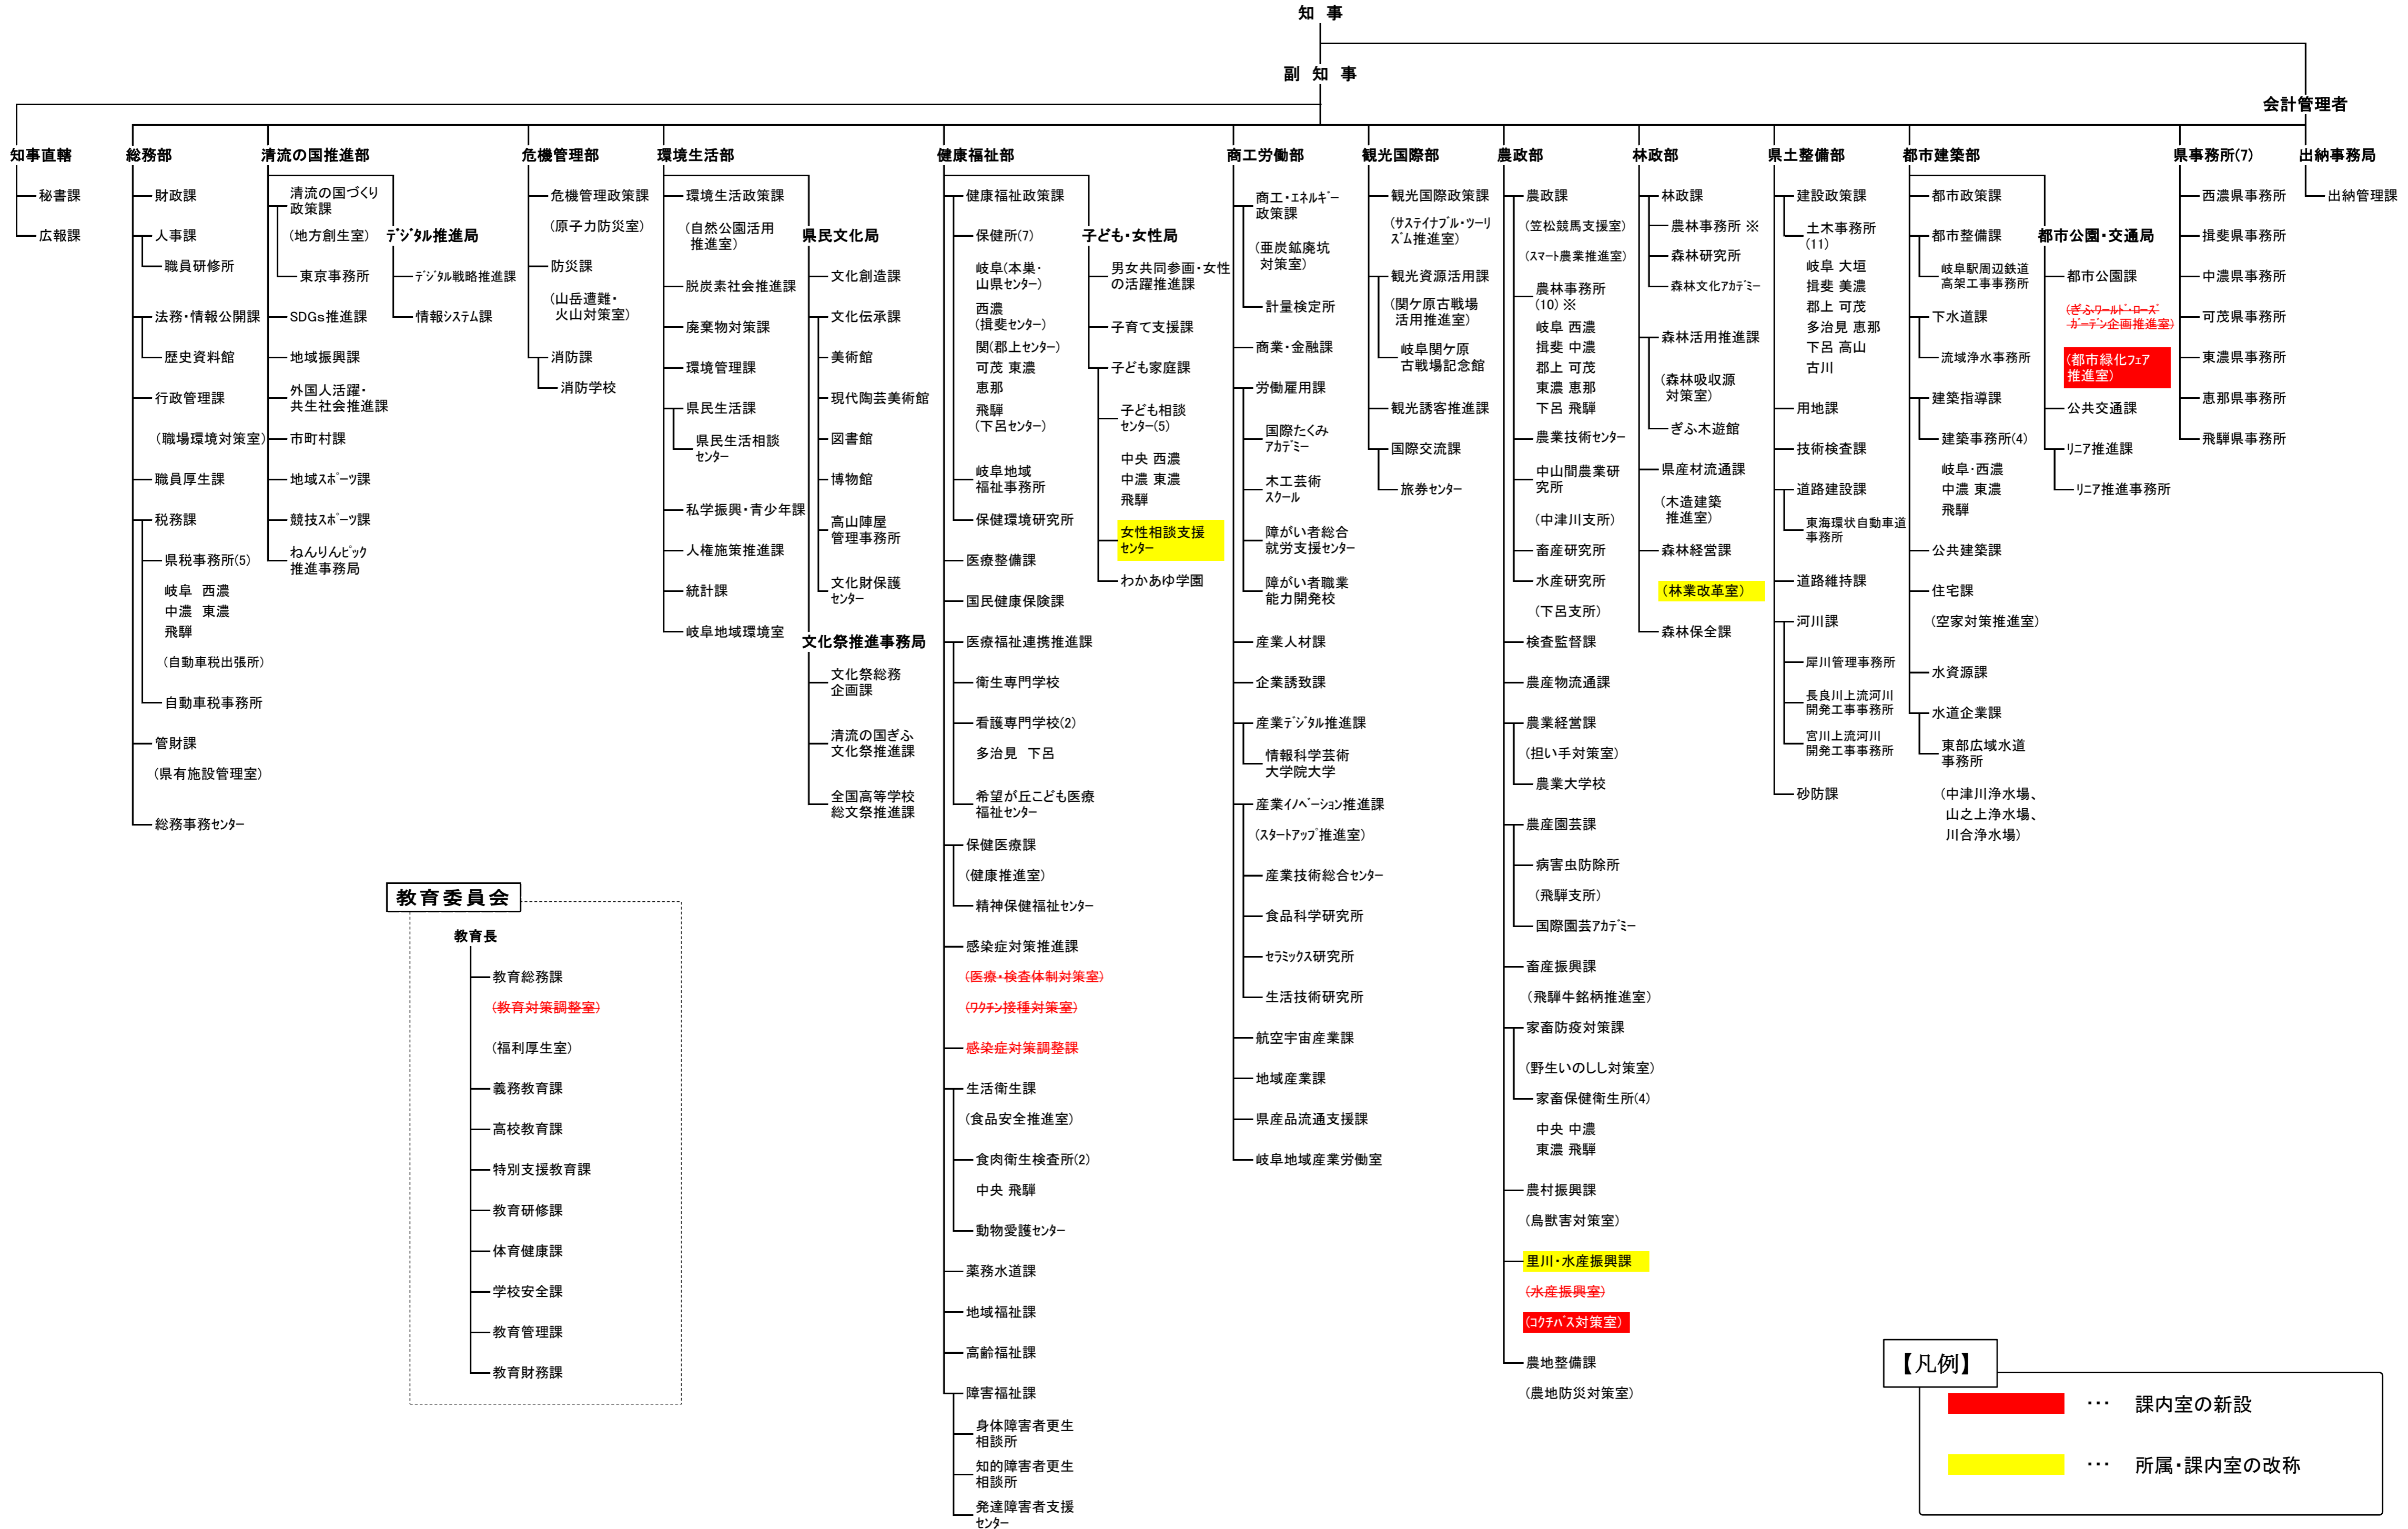 知　事
副　知　事
会計管理者
知事直轄
秘書課
広報課
総務部
財政課
人事課
職員研修所
法務・情報公開課
歴史資料館
行政管理課
（職場環境対策室）
職員厚生課
税務課
県税事務所(5)
岐阜　西濃
中濃　東濃
飛騨
（自動車税出張所）
自動車税事務所
管財課
（県有施設管理室）
総務事務ｾﾝﾀｰ
清流の国推進部
清流の国づくり
政策課
（地方創生室）
東京事務所
SDGs推進課
地域振興課
外国人活躍・
共生社会推進課
市町村課
地域ｽﾎﾟｰﾂ課
競技ｽﾎﾟｰﾂ課
ねんりんﾋﾟｯｸ
推進事務局
ﾃﾞｼﾞﾀﾙ推進局
ﾃﾞｼﾞﾀﾙ戦略推進課
情報ｼｽﾃﾑ課
危機管理部
危機管理政策課
（原子力防災室）
防災課
（山岳遭難・
火山対策室）
消防課
消防学校
環境生活部
環境生活政策課
（自然公園活用
推進室）
脱炭素社会推進課
廃棄物対策課
環境管理課
県民生活課
県民生活相談
ｾﾝﾀｰ
私学振興・青少年課
人権施策推進課
統計課
岐阜地域環境室
県民文化局
文化創造課
文化伝承課
美術館
現代陶芸美術館
図書館
博物館
高山陣屋
管理事務所
文化財保護
ｾﾝﾀｰ
文化祭推進事務局
文化祭総務
企画課
清流の国ぎふ
文化祭推進課
全国高等学校
総文祭推進課
健康福祉部
健康福祉政策課
保健所(7)
岐阜(本巣･
山県ｾﾝﾀｰ)
西濃
(揖斐ｾﾝﾀｰ)
関(郡上ｾﾝﾀｰ)
可茂 東濃
恵那
飛騨
(下呂ｾﾝﾀｰ)
岐阜地域
福祉事務所
保健環境研究所
医療整備課
国民健康保険課
医療福祉連携推進課
衛生専門学校
看護専門学校(2)
多治見　下呂
希望が丘こども医療
福祉ｾﾝﾀｰ
保健医療課
（健康推進室）
精神保健福祉ｾﾝﾀｰ
感染症対策推進課
（医療・検査体制対策室）
（ﾜｸﾁﾝ接種対策室）
感染症対策調整課
生活衛生課
（食品安全推進室）
食肉衛生検査所(2)
中央 飛騨
動物愛護ｾﾝﾀｰ
薬務水道課
地域福祉課
高齢福祉課
障害福祉課
身体障害者更生
相談所
知的障害者更生
相談所
発達障害者支援
ｾﾝﾀｰ
子ども・女性局
男女共同参画・女性
の活躍推進課
子育て支援課
子ども家庭課
子ども相談
ｾﾝﾀｰ(5)
中央 西濃
中濃 東濃
飛騨
女性相談支援
ｾﾝﾀｰ
わかあゆ学園
商工労働部
商工・ｴﾈﾙｷﾞｰ
政策課
（亜炭鉱廃坑
対策室）
計量検定所
商業・金融課
労働雇用課
国際たくみ
ｱｶﾃﾞﾐｰ
木工芸術
ｽｸｰﾙ
障がい者総合
就労支援ｾﾝﾀｰ
障がい者職業
能力開発校
産業人材課
企業誘致課
産業ﾃﾞｼﾞﾀﾙ推進課
情報科学芸術
大学院大学
産業ｲﾉﾍﾞｰｼｮﾝ推進課
（ｽﾀｰﾄｱｯﾌﾟ推進室）
産業技術総合ｾﾝﾀｰ
食品科学研究所
ｾﾗﾐｯｸｽ研究所
生活技術研究所
航空宇宙産業課
地域産業課
県産品流通支援課
岐阜地域産業労働室
観光国際部
観光国際政策課
（ｻｽﾃｲﾅﾌﾞﾙ・ﾂｰﾘ
ｽﾞﾑ推進室）
観光資源活用課
（関ケ原古戦場
活用推進室）
岐阜関ケ原
古戦場記念館
観光誘客推進課
国際交流課
旅券ｾﾝﾀｰ
農政部
農政課
（笠松競馬支援室）
（ｽﾏｰﾄ農業推進室）
農林事務所
(10) ※
岐阜 西濃
揖斐 中濃
郡上 可茂
東濃 恵那
下呂 飛騨
農業技術ｾﾝﾀｰ
中山間農業研
究所
（中津川支所）
畜産研究所
水産研究所
（下呂支所）
検査監督課
農産物流通課
農業経営課
（担い手対策室）
農業大学校
農産園芸課
病害虫防除所
（飛騨支所）
国際園芸ｱｶﾃﾞﾐｰ
畜産振興課
（飛騨牛銘柄推進室）
家畜防疫対策課
（野生いのしし対策室）
家畜保健衛生所(4)
中央 中濃
東濃 飛騨
農村振興課
（鳥獣害対策室）
里川・水産振興課
（水産振興室）
（ｺｸﾁﾊﾞｽ対策室）
農地整備課
（農地防災対策室）
林政部
林政課
農林事務所 ※
森林研究所
森林文化ｱｶﾃﾞﾐｰ
森林活用推進課
（森林吸収源
対策室）
ぎふ木遊館
県産材流通課
（木造建築
推進室）
森林経営課
（林業改革室）
森林保全課
県土整備部
建設政策課
土木事務所
(11)
岐阜 大垣
揖斐 美濃
郡上 可茂
多治見 恵那
下呂 高山
古川
用地課
技術検査課
道路建設課
東海環状自動車道
事務所
道路維持課
河川課
犀川管理事務所
長良川上流河川
開発工事事務所
宮川上流河川
開発工事事務所
砂防課
都市建築部
都市政策課
都市整備課
岐阜駅周辺鉄道
高架工事事務所
下水道課
流域浄水事務所
建築指導課
建築事務所(4)
岐阜･西濃
中濃 東濃
飛騨
公共建築課
住宅課
（空家対策推進室）
水資源課
水道企業課
東部広域水道
事務所
（中津川浄水場、
山之上浄水場、
川合浄水場）
都市公園・交通局
都市公園課
（ぎふﾜｰﾙﾄﾞ・ﾛｰｽﾞ
ｶﾞｰﾃﾞﾝ企画推進室）
（都市緑化ﾌｪｱ
推進室）
公共交通課
ﾘﾆｱ推進課
ﾘﾆｱ推進事務所
県事務所(7)
西濃県事務所
揖斐県事務所
中濃県事務所
可茂県事務所
東濃県事務所
恵那県事務所
飛騨県事務所
出納事務局
出納管理課
教育委員会
教育長
教育総務課
（教育対策調整室）
（福利厚生室）
義務教育課
高校教育課
特別支援教育課
教育研修課
体育健康課
学校安全課
教育管理課
教育財務課
【凡例】
…　課内室の新設
…　所属・課内室の改称